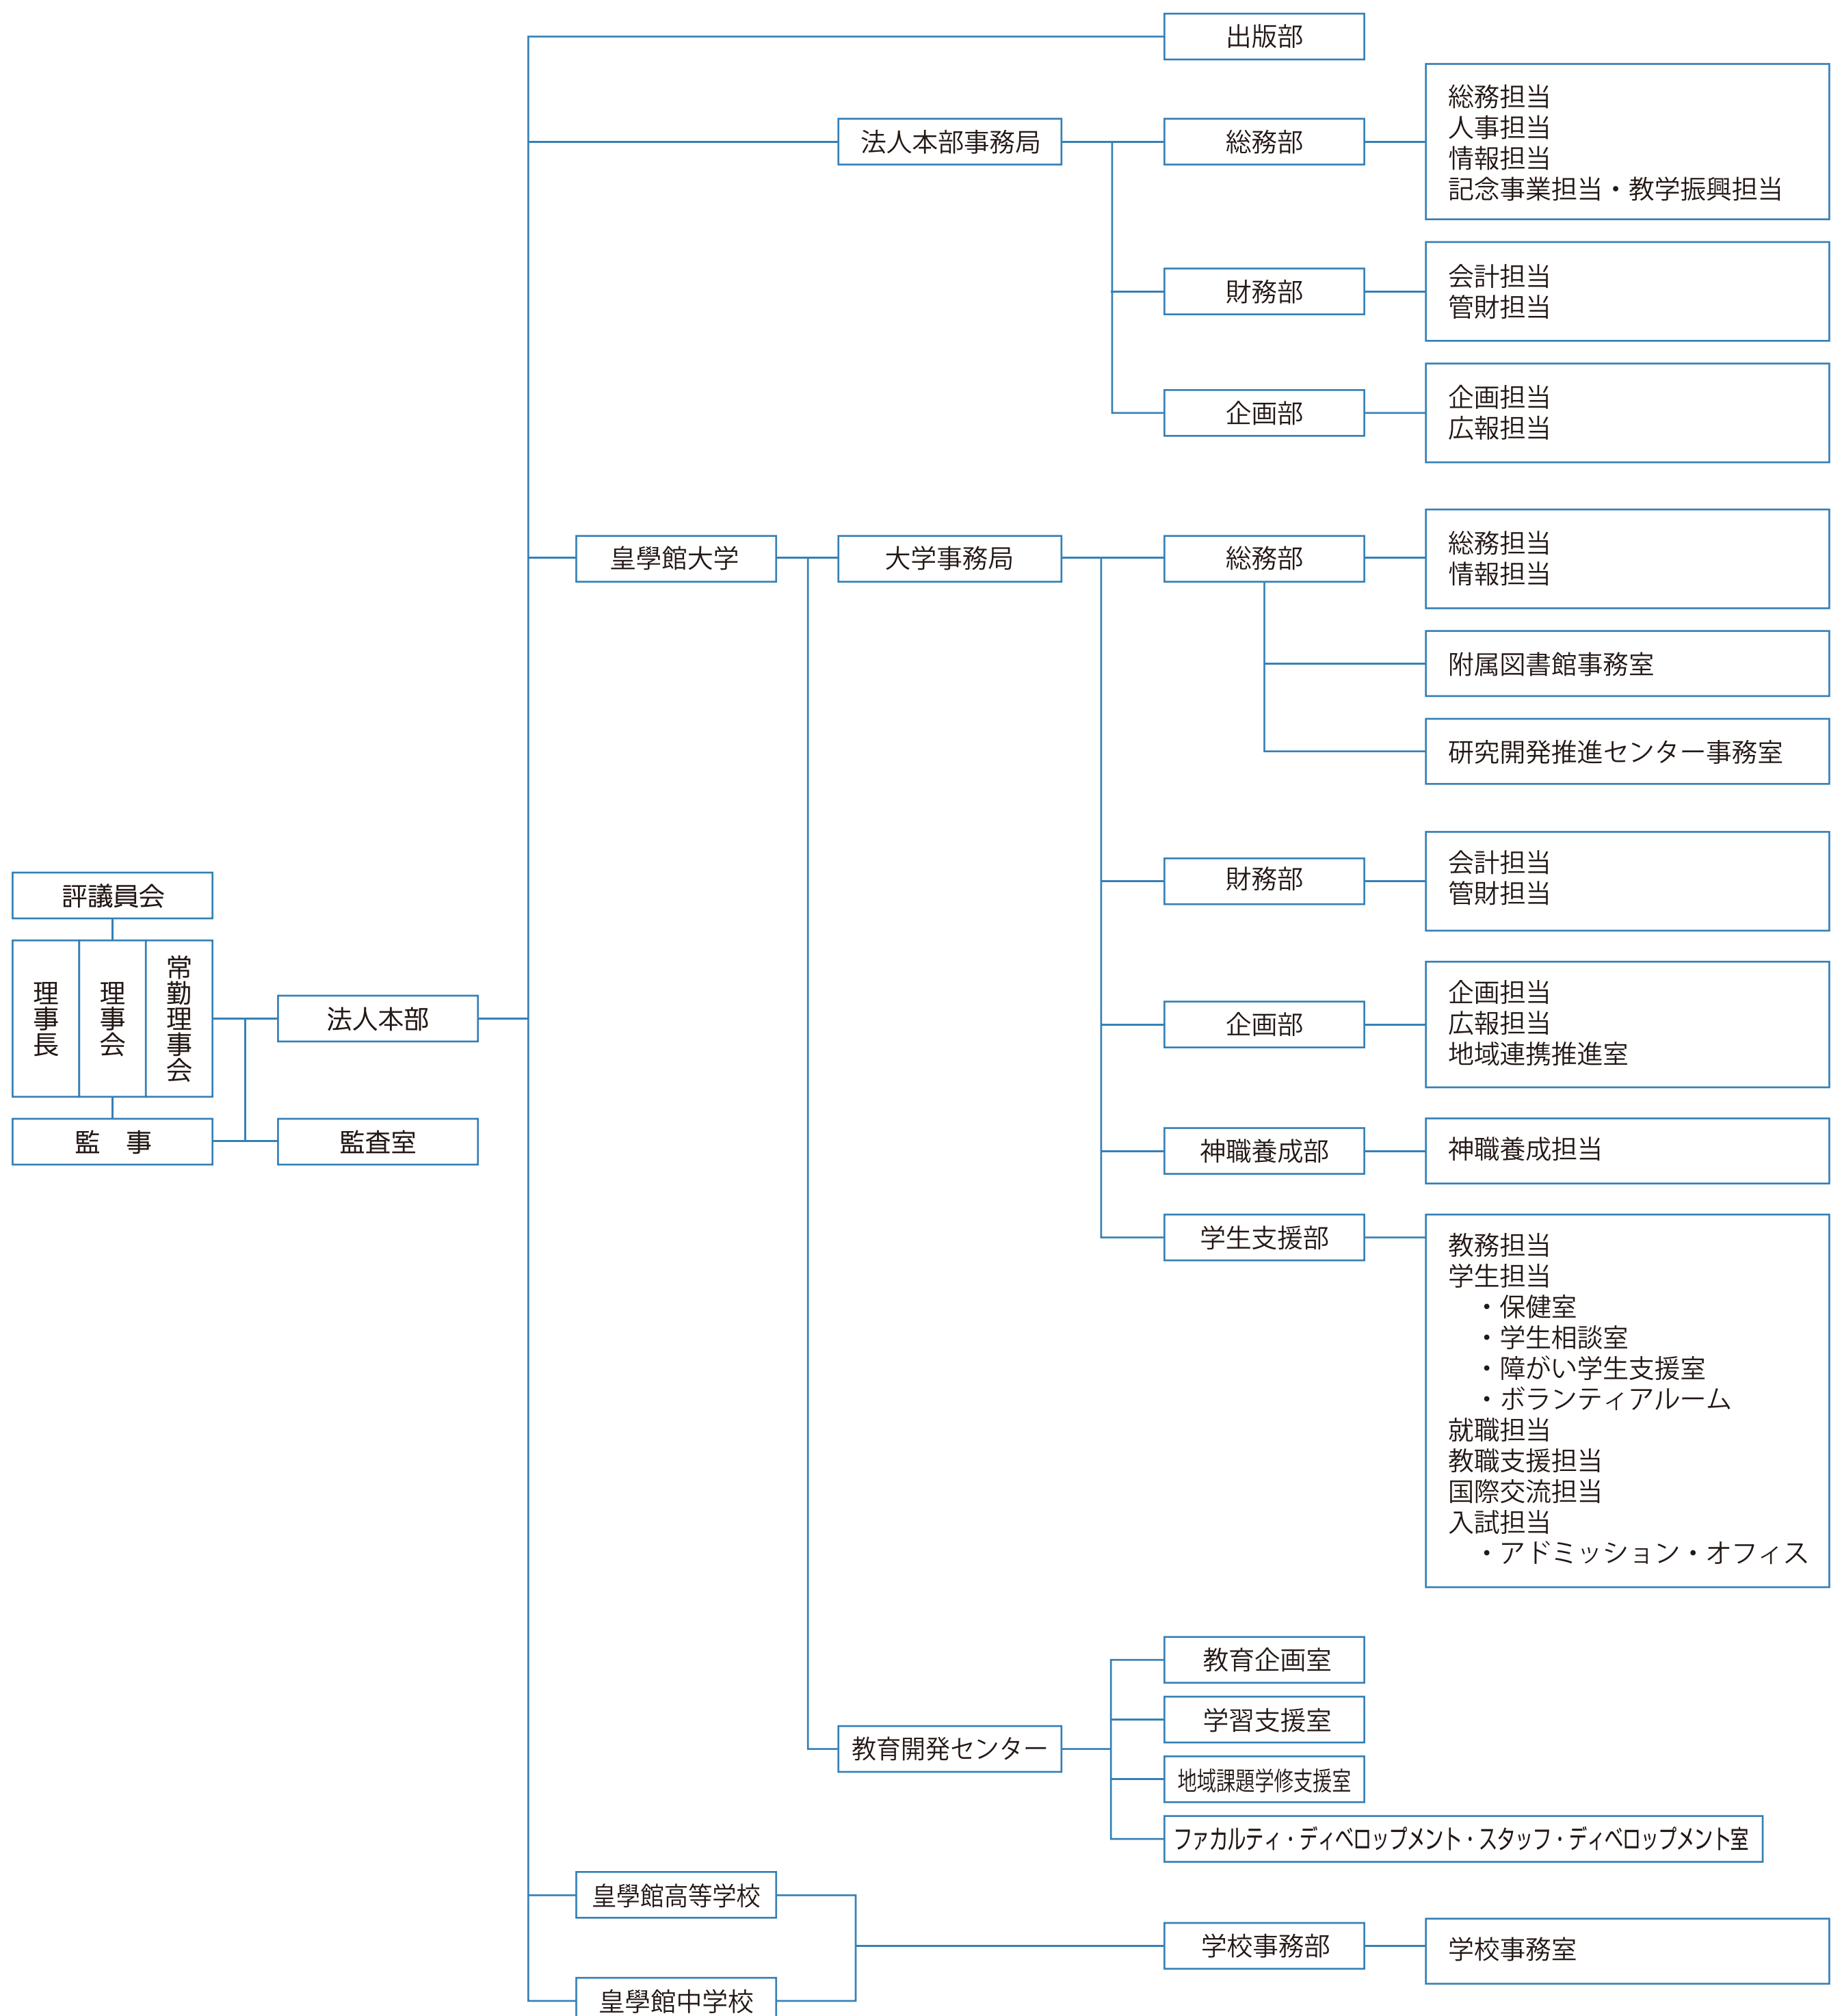 出版部
法人本部事務局
総務部
総務担当
人事担当
情報担当
記念事業担当・教学振興担当
財務部
会計担当
管財担当
企画部
企画担当
広報担当
皇學館大学
大学事務局
総務部
総務担当
情報担当
附属図書館事務室
研究開発推進センター事務室
財務部
会計担当
管財担当
評議員会
理事長
理事会
常勤理事会
法人本部
監　事
監査室
企画部
企画担当
広報担当
地域連携推進室
神職養成部
神職養成担当
学生支援部
教務担当
学生担当
・保健室
・学生相談室
・障がい学生支援室
・ボランティアルーム
就職担当
教職支援担当
国際交流担当
入試担当
・アドミッション・オフィス
教育開発センター
教育企画室
学習支援室
地域課題学修支援室
ファカルティ・ディベロップメント・スタッフ・ディベロップメント室
皇學館高等学校
学校事務部
学校事務室
皇學館中学校